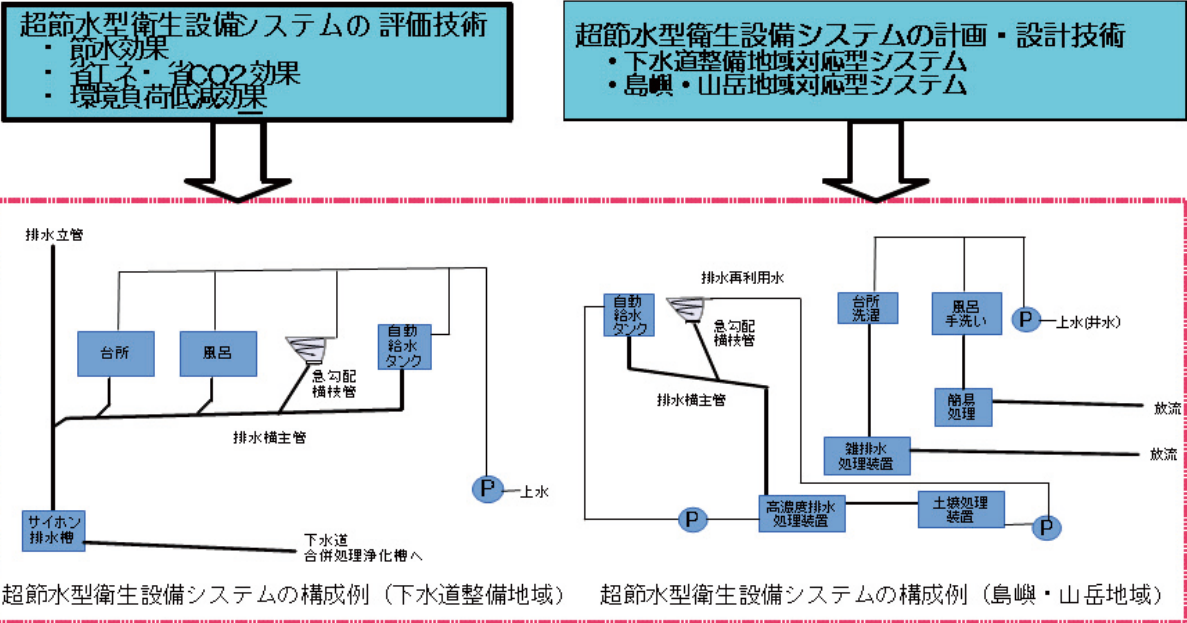 超節水型衛生設備システムの 評価技術
・ 節水効果
・ 省エネ・ 省CO2効果
・ 環境負荷低減効果
超節水型衛生設備システムの計画・設計技術
・下水道整備地域対応型システム
・島嶼・山岳地域対応型システム
排水立管
台所
風呂
急勾配
横枝管
自動
給水
タンク
排水横主管
P
上水
サイホン
排水槽
下水道
合併処理浄化槽へ
超節水型衛生設備システムの構成例（下水道整備地域）
排水再利用水
自動
給水
タンク
急勾配
横枝管
排水横主管
台所
洗濯
風呂
手洗い
P
上水(井水)
簡易
処理
放流
雑排水
処理装置
放流
P
高濃度排水
処理装置
土壌処理
装置
P
超節水型衛生設備システムの構成例（島嶼・山岳地域）